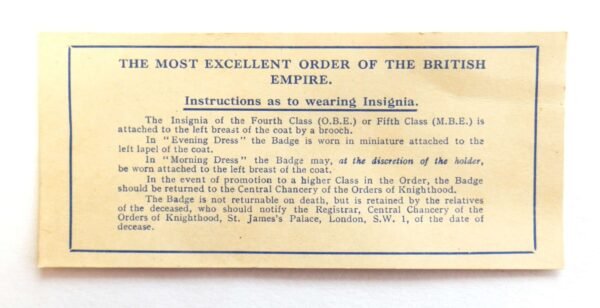 THE MOST EXCELLENT ORDER OF THE BRITISH
EMPIRE.
Instructions as to wearing Insignia.
The Insignia of the Fourth Class (O.B.E.) or Fifth Class (M.B.E.) is
attached to the left breast of the coat by a brooch.
In "Evening Dress" the Badge is worn in miniature attached to the
left lapel of the coat.
In "Morning Dress" the Badge may, at the discretion of the holder,
be worn attached to the left breast of the coat.
In the event of promotion to a higher Class in the Order, the Badge
should be returned to the Central Chancery of the Orders of Knighthood.
The Badge is not returnable on death, but is retained by the relatives
of the deceased, who should notify the Registrar, Central Chancery of the
Orders of Knighthood, St. James's Palace, London, S.W. 1, of the date of
decease.